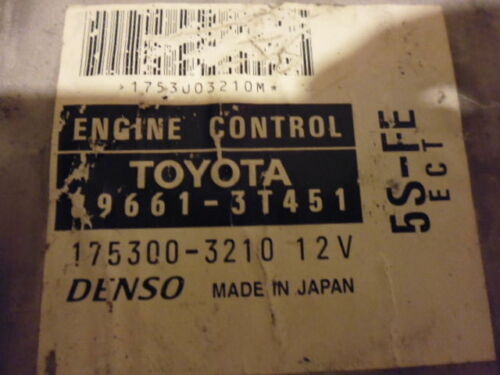 *1753003210M*
ENGINE CONTROL
TOYOTA
89661-3T451
175300-3210 12V
DENSO MADE IN JAPAN
5S-FE
ECT